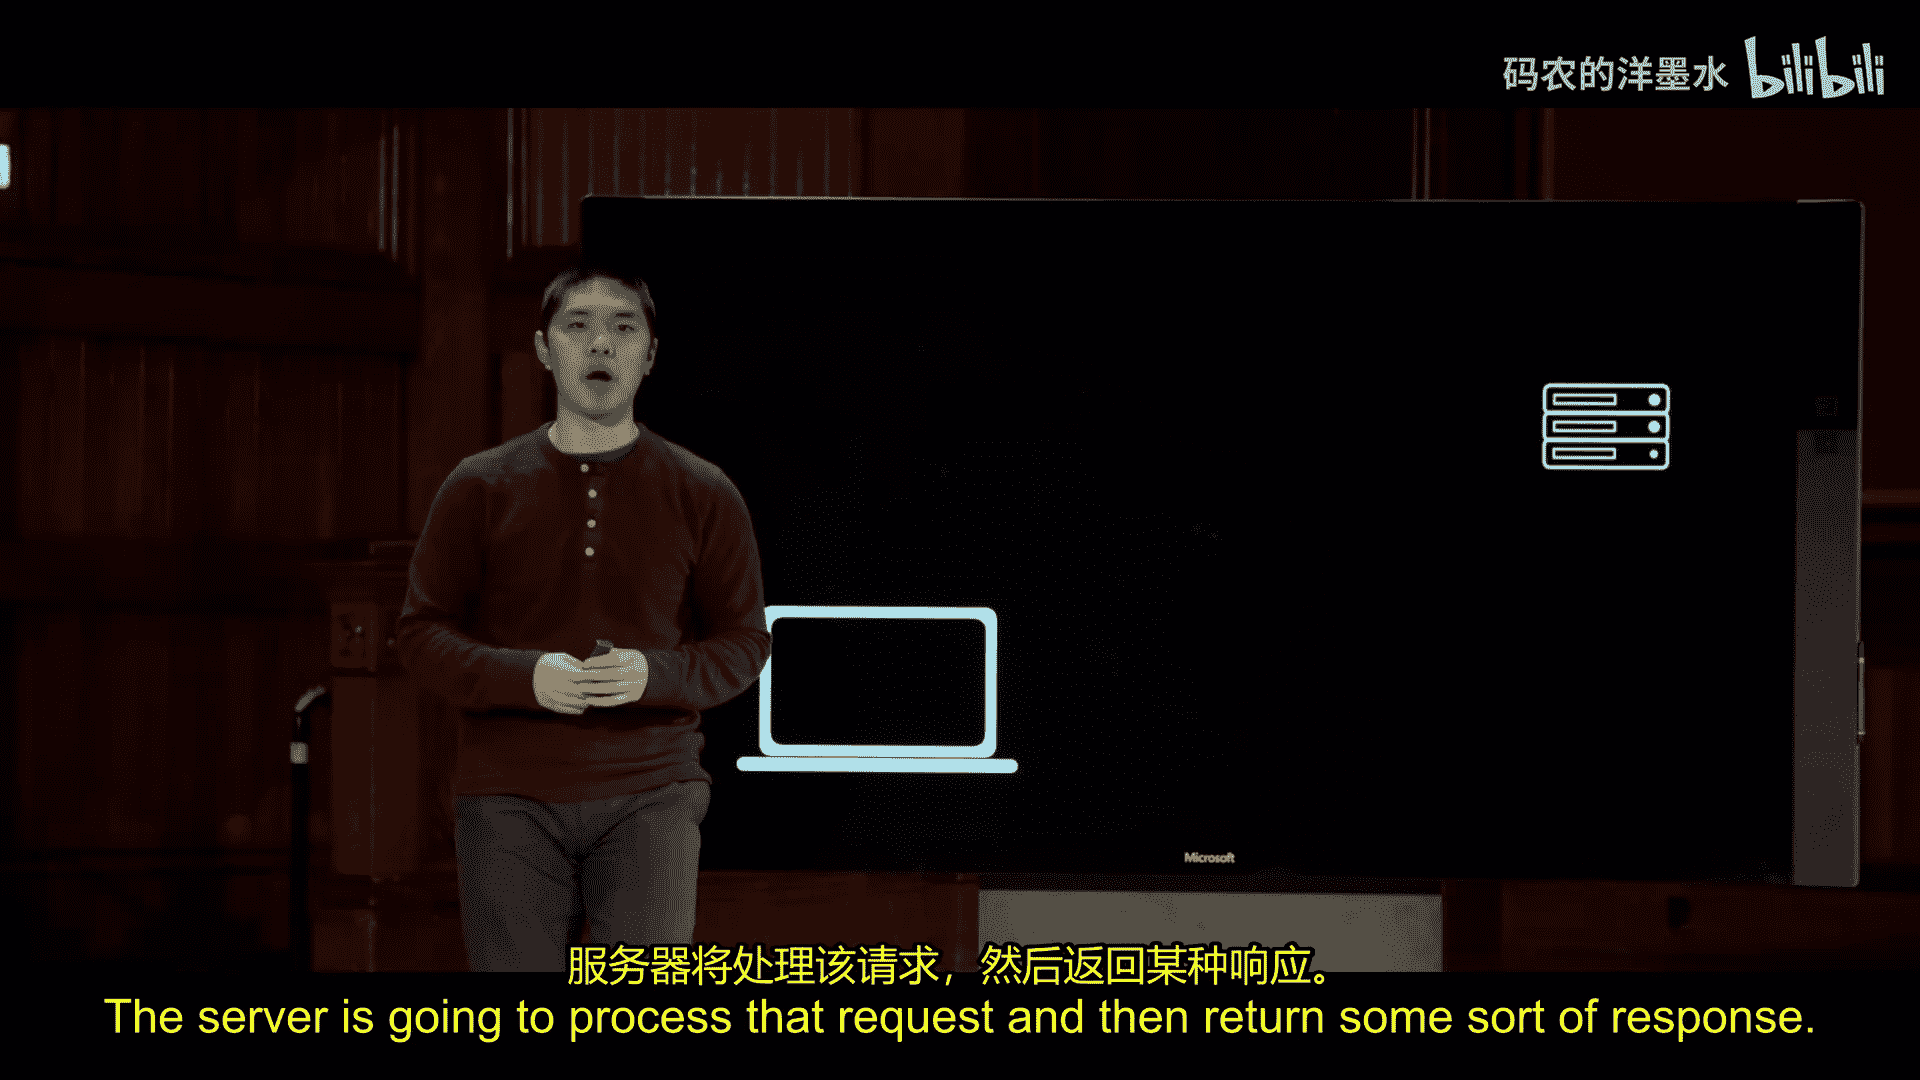 码农的洋墨水 bilibili
Microsoft
服务器将处理该请求，然后返回某种响应。
The server is going to process that request and then return some sort of response.